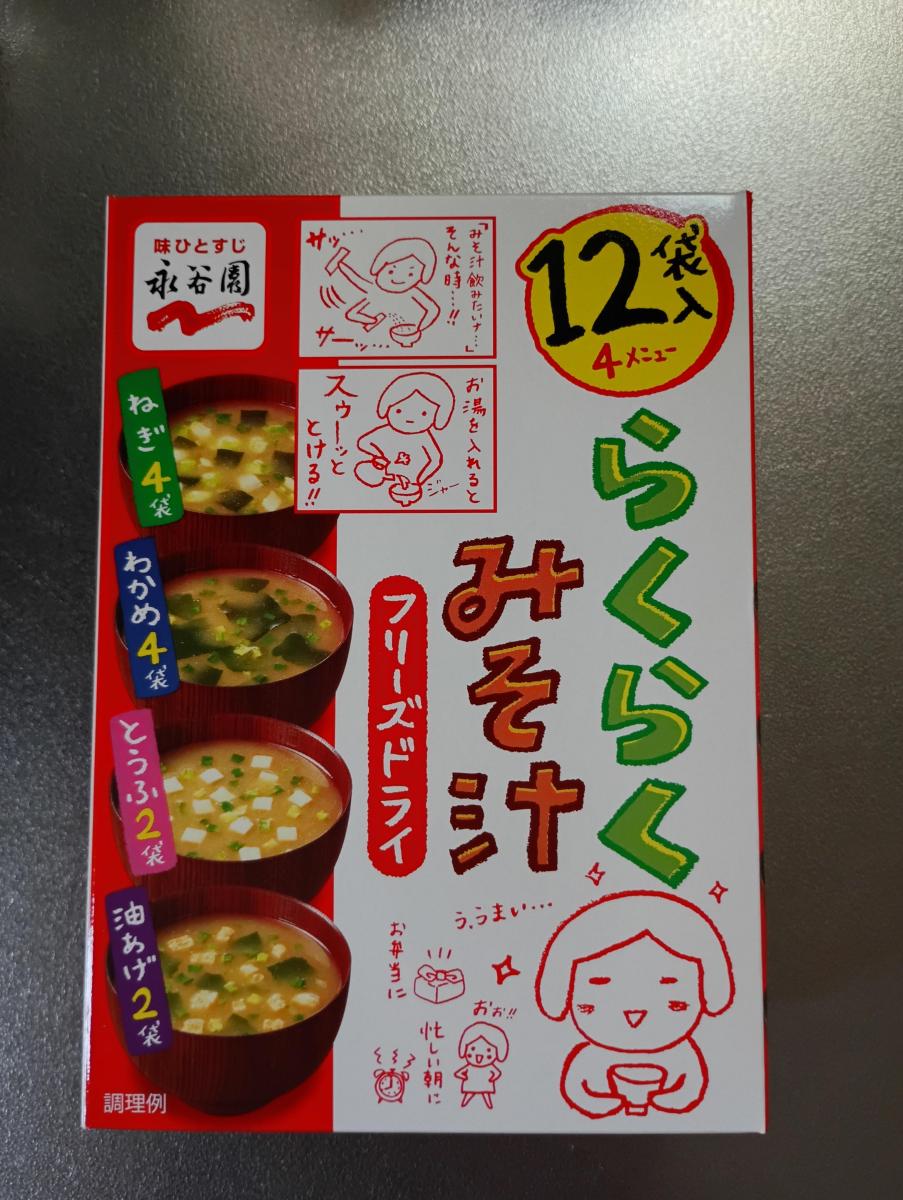 味ひとすじ
永谷園
「みそ汁飲みたいナ…」
そんな時…!!
サッ…
サーッ…
お湯を入れると
スゥーッと
とける!!
ジャー
12袋入
4メニュー
らくらく
みそ汁
フリーズドライ
ねぎ4袋
わかめ4袋
とうふ2袋
油あげ2袋
調理例
う、うまい…
お弁当に
おぉ!!
忙しい朝に